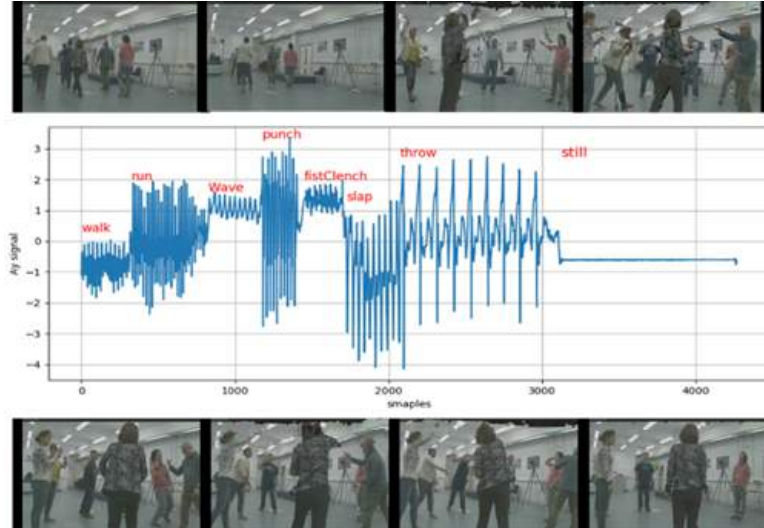 punch
run
Wave
fistClench
slap
throw
still
walk
3
2
1
0
−1
−2
−3
−4
Ay signal
0
1000
2000
3000
4000
smaples